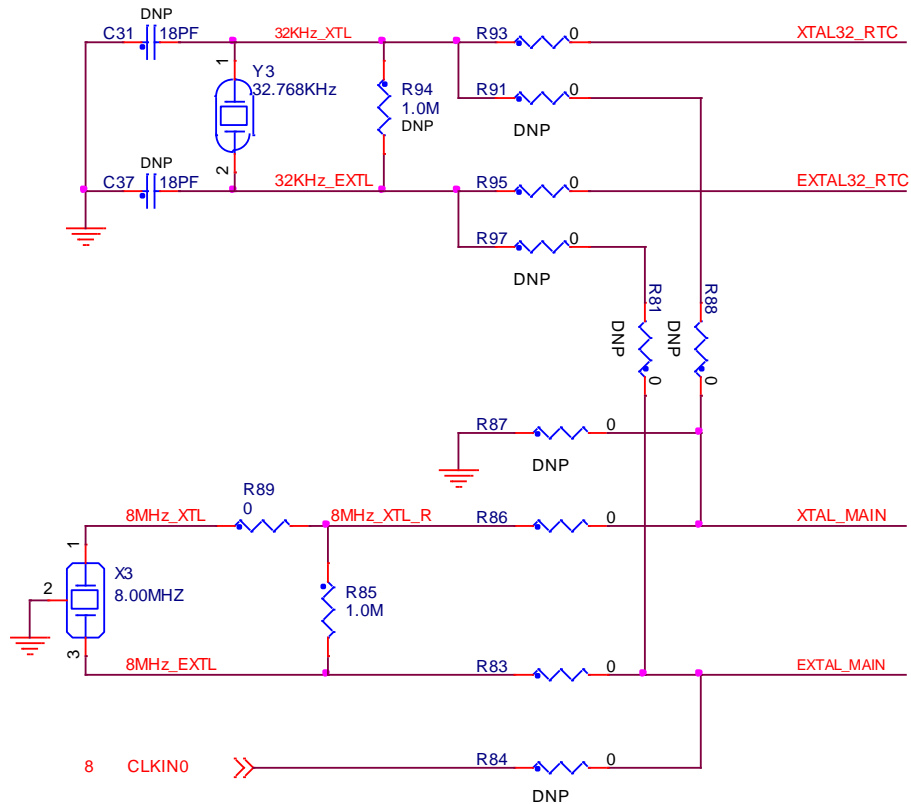 DNP
C31 18PF
32KHz_XTL
R93 0
XTAL32_RTC
1
Y3
32.768KHz
R94
1.0M
DNP
R91 0
DNP
DNP
C37 18PF
2
32KHz_EXTL
R95 0
EXTAL32_RTC
R97 0
DNP
R81
DNP
0
R88
DNP
0
R87 0
DNP
R89
0
8MHz_XTL
8MHz_XTL_R
R86 0
XTAL_MAIN
1
2
X3
8.00MHZ
3
R85
1.0M
8MHz_EXTL
R83 0
EXTAL_MAIN
8 CLKIN0
R84 0
DNP